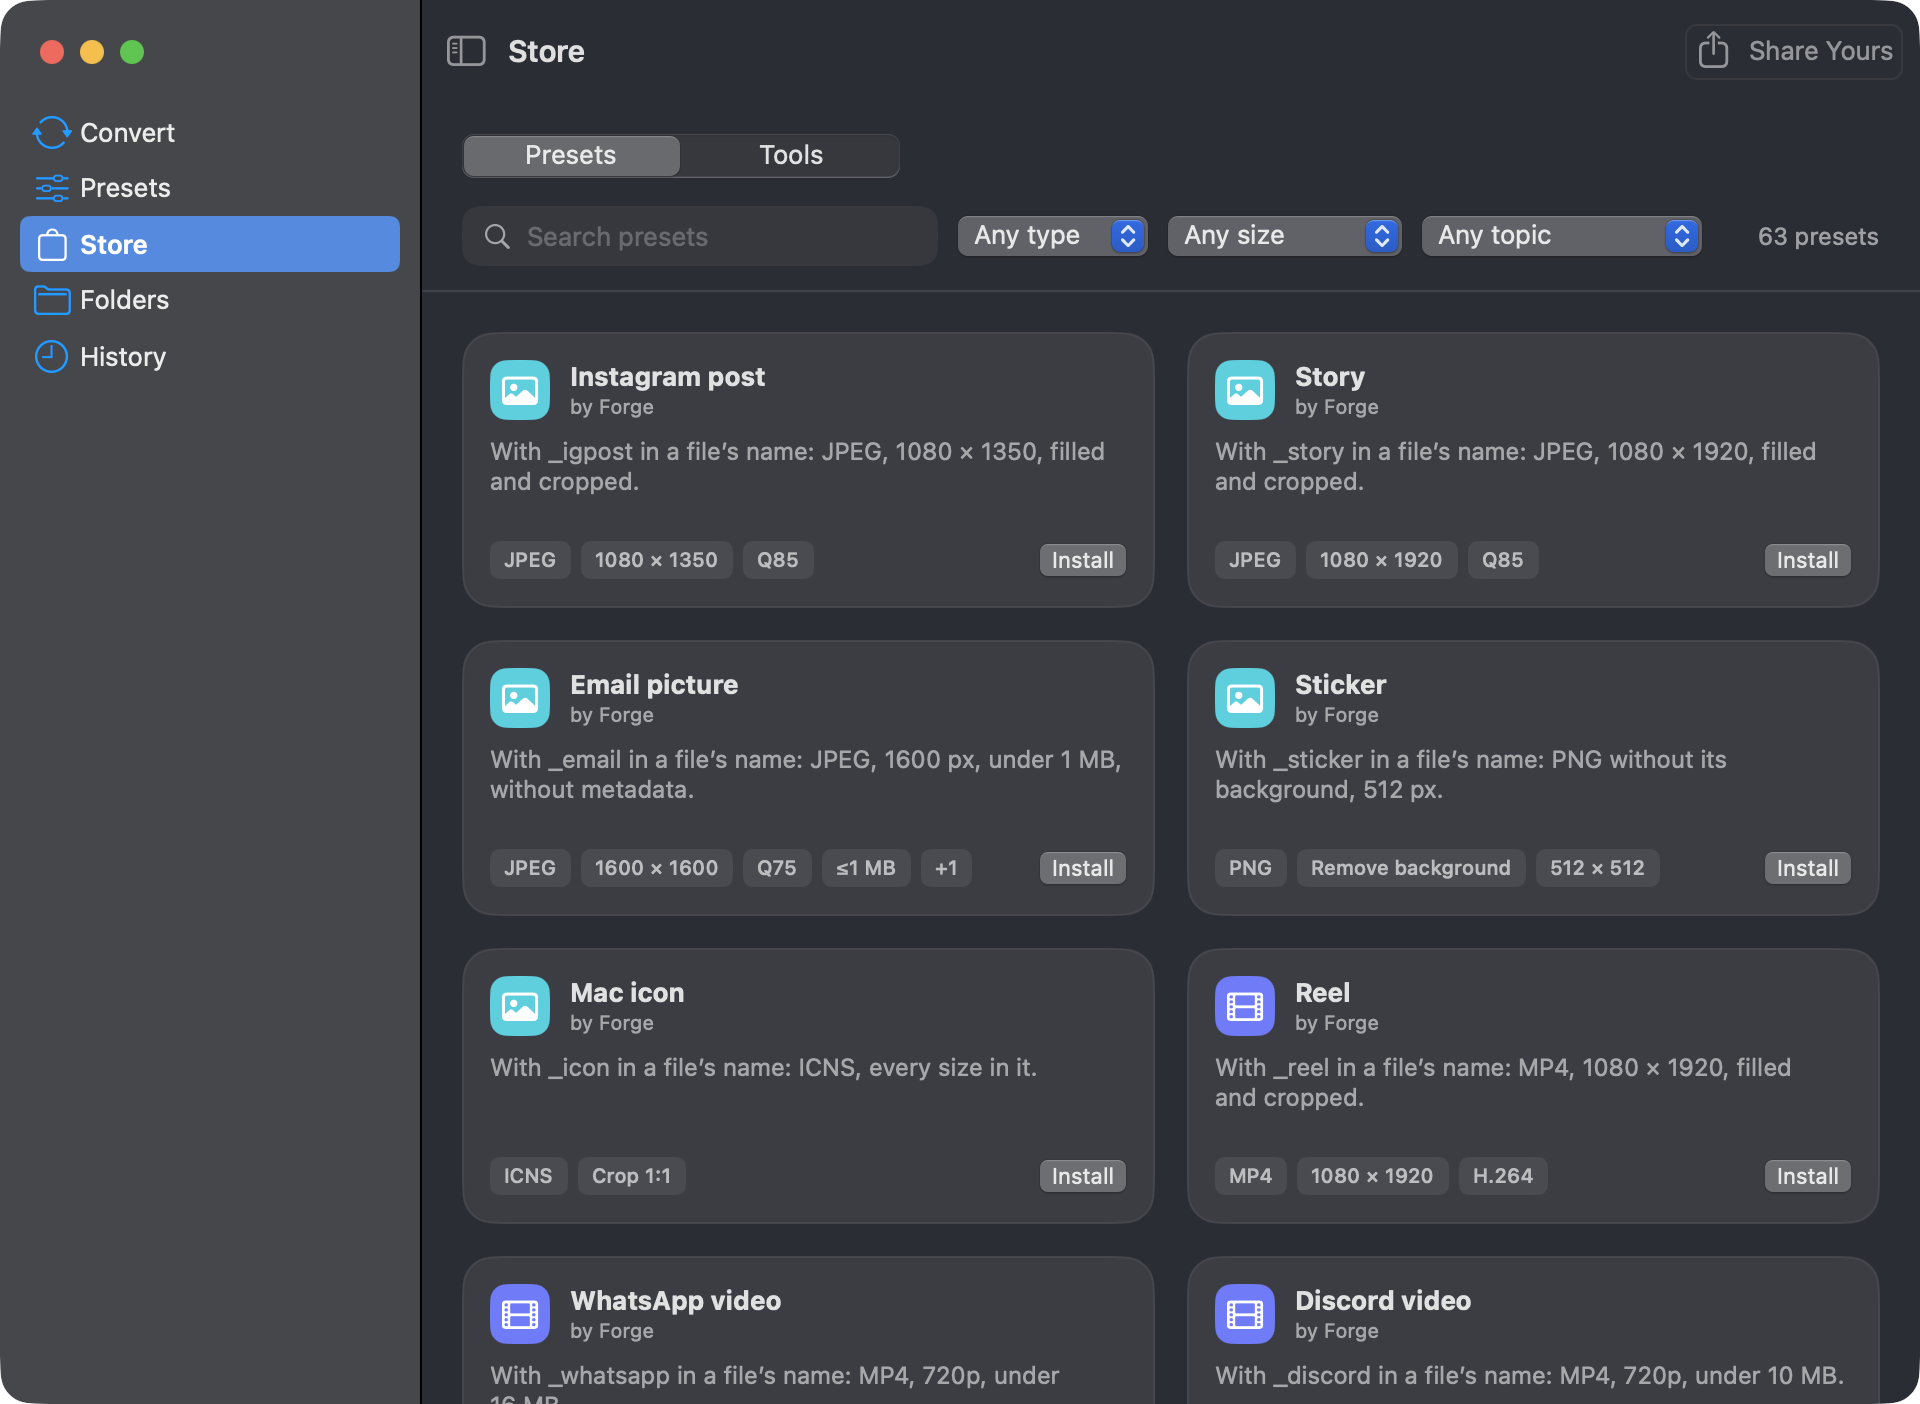 Store
Share Yours
Convert
Presets
Store
Folders
History
Presets
Tools
Search presets
Any type
Any size
Any topic
63 presets
Instagram post
by Forge
With _igpost in a file’s name: JPEG, 1080 × 1350, filled
and cropped.
JPEG
1080 × 1350
Q85
Install
Story
by Forge
With _story in a file’s name: JPEG, 1080 × 1920, filled
and cropped.
JPEG
1080 × 1920
Q85
Install
Email picture
by Forge
With _email in a file’s name: JPEG, 1600 px, under 1 MB,
without metadata.
JPEG
1600 × 1600
Q75
≤1 MB
+1
Install
Sticker
by Forge
With _sticker in a file’s name: PNG without its
background, 512 px.
PNG
Remove background
512 × 512
Install
Mac icon
by Forge
With _icon in a file’s name: ICNS, every size in it.
ICNS
Crop 1:1
Install
Reel
by Forge
With _reel in a file’s name: MP4, 1080 × 1920, filled
and cropped.
MP4
1080 × 1920
H.264
Install
WhatsApp video
by Forge
With _whatsapp in a file’s name: MP4, 720p, under
16 MB
Discord video
by Forge
With _discord in a file’s name: MP4, 720p, under 10 MB.